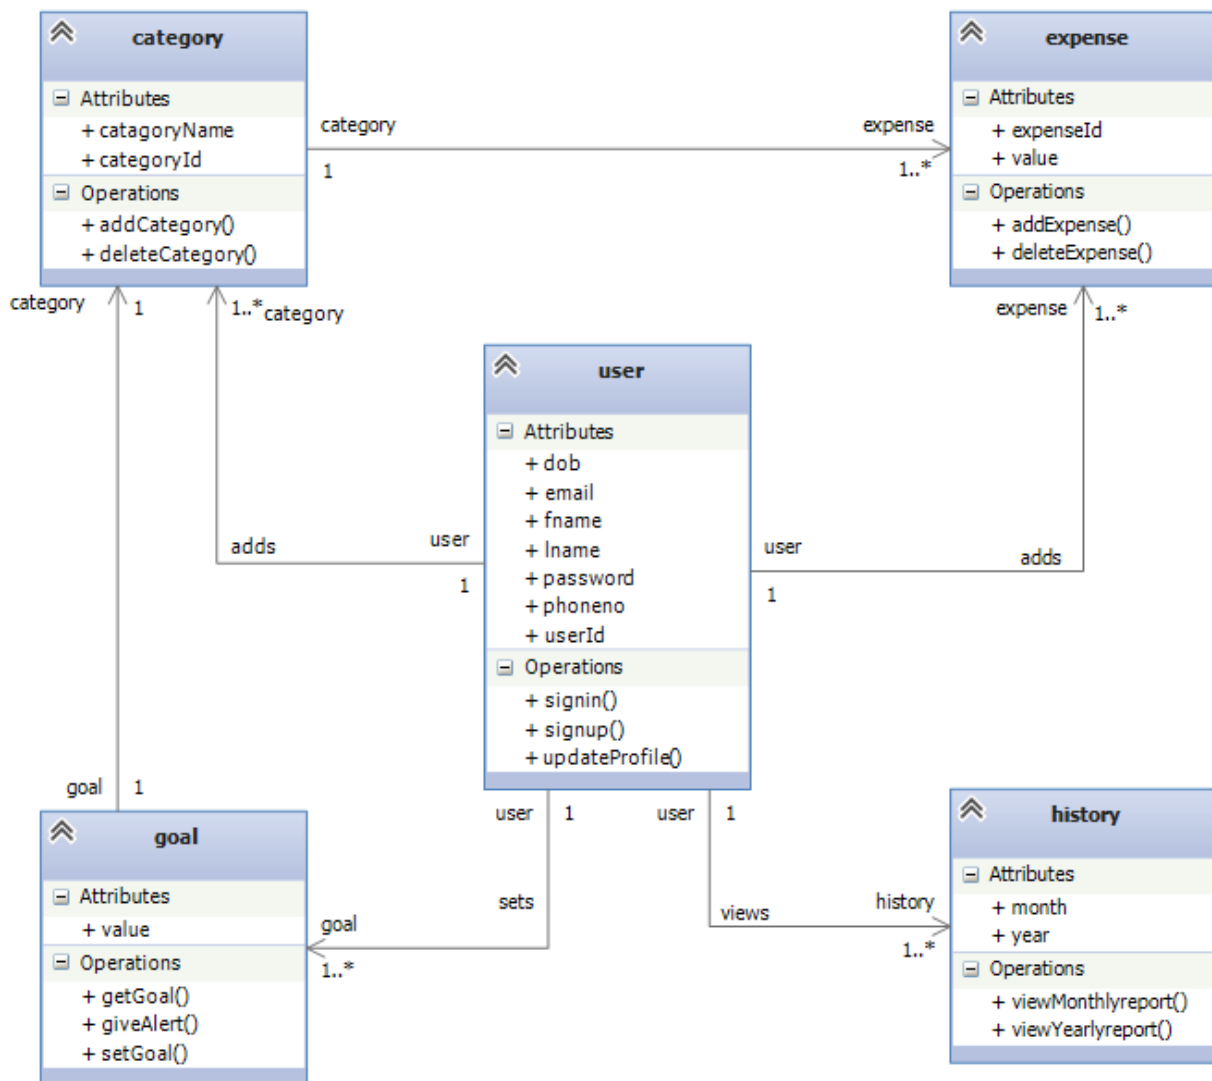 category
Attributes
+ catagoryName
+ categoryId
Operations
+ addCategory()
+ deleteCategory()
expense
Attributes
+ expenseId
+ value
Operations
+ addExpense()
+ deleteExpense()
category
1
expense
1..*
category
1
1..*
category
expense
1..*
user
Attributes
+ dob
+ email
+ fname
+ lname
+ password
+ phoneno
+ userId
Operations
+ signin()
+ signup()
+ updateProfile()
adds
user
1
user
1
adds
goal
1
user
1
user
1
sets
goal
1..*
views
history
1..*
goal
Attributes
+ value
Operations
+ getGoal()
+ giveAlert()
+ setGoal()
history
Attributes
+ month
+ year
Operations
+ viewMonthlyreport()
+ viewYearlyreport()